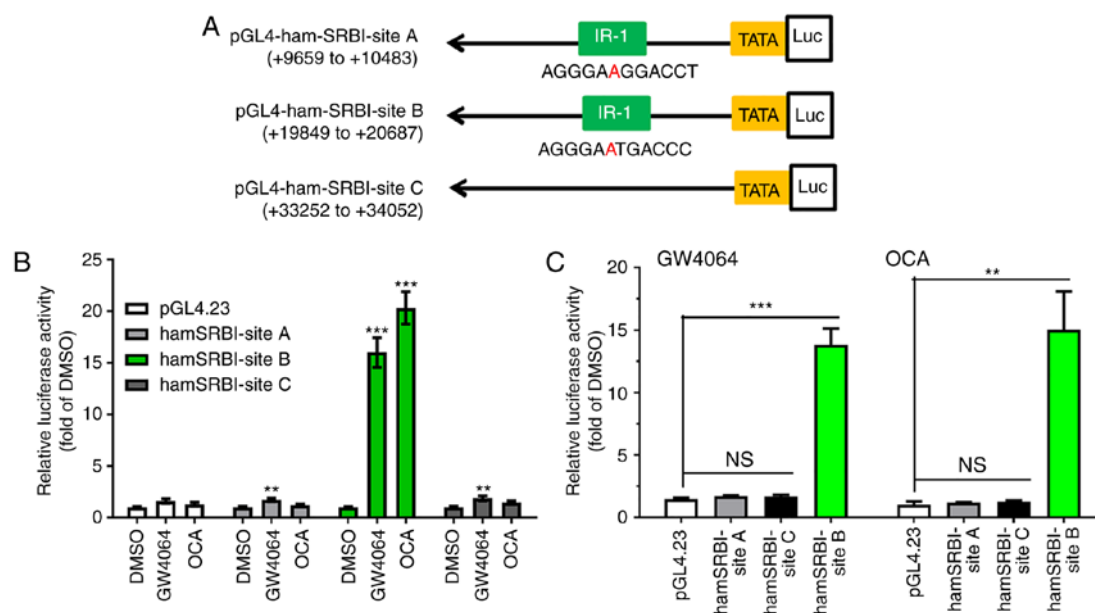 A
pGL4-ham-SRBI-site A
(+9659 to +10483)
IR-1
TATA
Luc
AGGGAAGGACCT
pGL4-ham-SRBI-site B
(+19849 to +20687)
IR-1
TATA
Luc
AGGGAATGACCC
pGL4-ham-SRBI-site C
(+33252 to +34052)
TATA
Luc
B
Relative luciferase activity
(fold of DMSO)
25
20
15
10
5
0
pGL4.23
hamSRBI-site A
hamSRBI-site B
hamSRBI-site C
**
***
***
**
DMSO
GW4064
OCA
DMSO
GW4064
OCA
DMSO
GW4064
OCA
DMSO
GW4064
OCA
C
Relative luciferase activity
(fold of DMSO)
20
15
10
5
0
GW4064
***
NS
pGL4.23
hamSRBI-
site A
hamSRBI-
site C
hamSRBI-
site B
OCA
**
NS
pGL4.23
hamSRBI-
site A
hamSRBI-
site C
hamSRBI-
site B